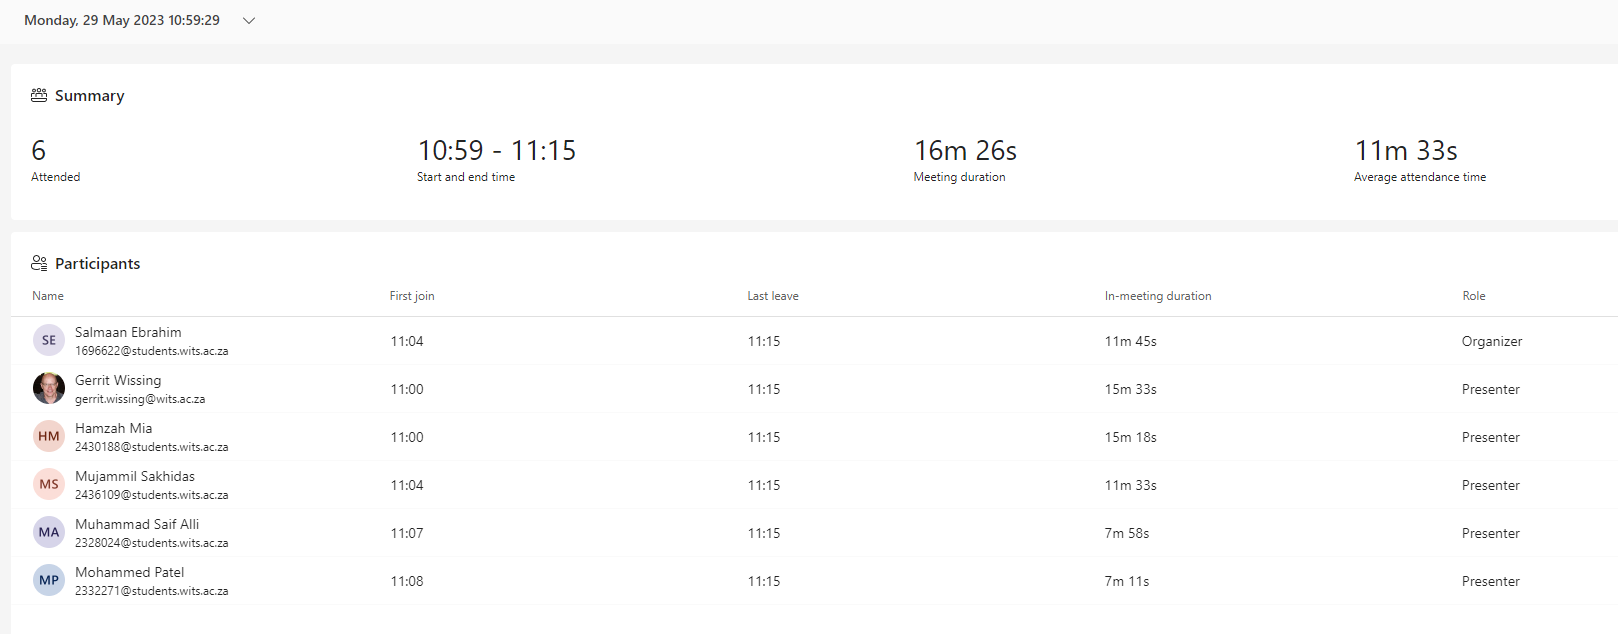 Monday, 29 May 2023 10:59:29
Summary
6 10:59 - 11:15 16m 26s 11m 33s
Attended Start and end time Meeting duration Average attendance time
Participants
Name First join Last leave In-meeting duration Role
SE Salmaan Ebrahim 11:04 11:15 11m 45s Organizer
1696622@students.wits.ac.za
Gerrit Wissing 11:00 11:15 15m 33s Presenter
gerrit.wissing@wits.ac.za
HM Hamzah Mia 11:00 11:15 15m 18s Presenter
2430188@students.wits.ac.za
MS Mujammil Sakhidas 11:04 11:15 11m 33s Presenter
2436109@students.wits.ac.za
MA Muhammad Saif Alli 11:07 11:15 7m 58s Presenter
2328024@students.wits.ac.za
MP Mohammed Patel 11:08 11:15 7m 11s Presenter
2332271@students.wits.ac.za